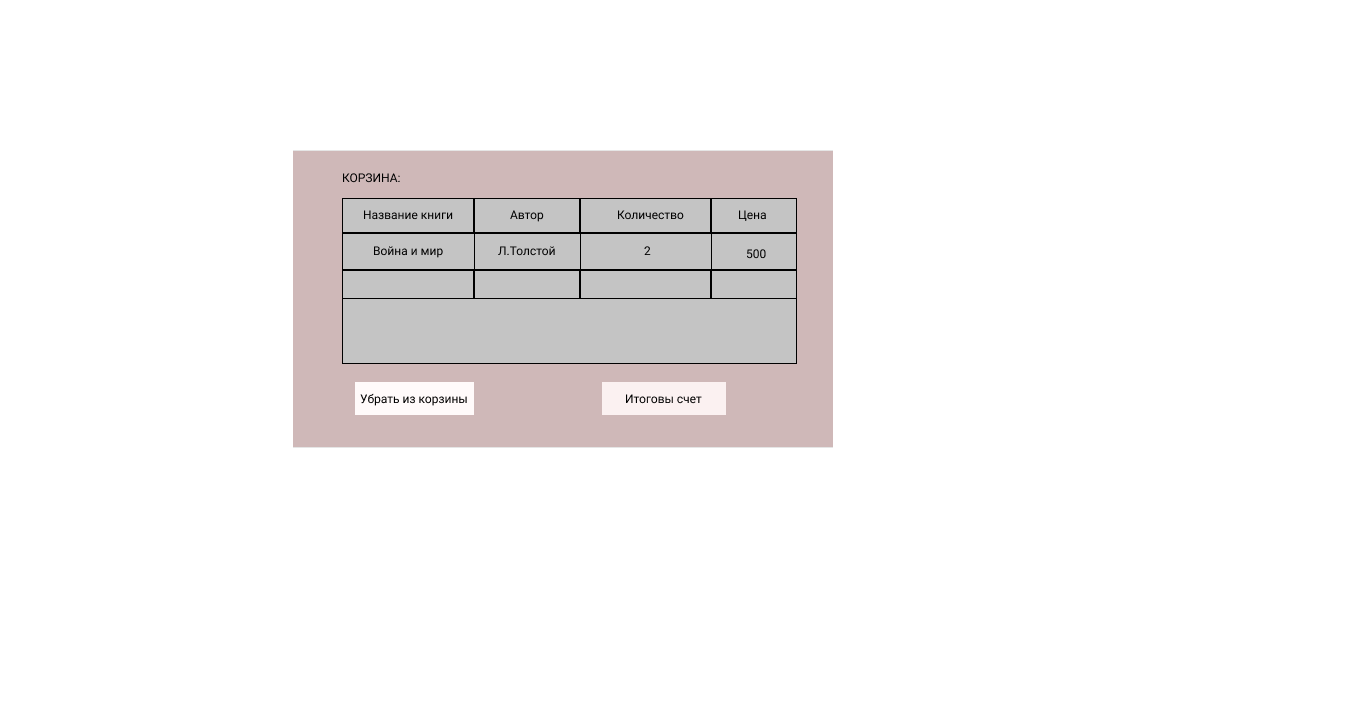 КОРЗИНА:
Название книги Автор Количество Цена
Война и мир Л.Толстой 2 500
Убрать из корзины Итоговы счет